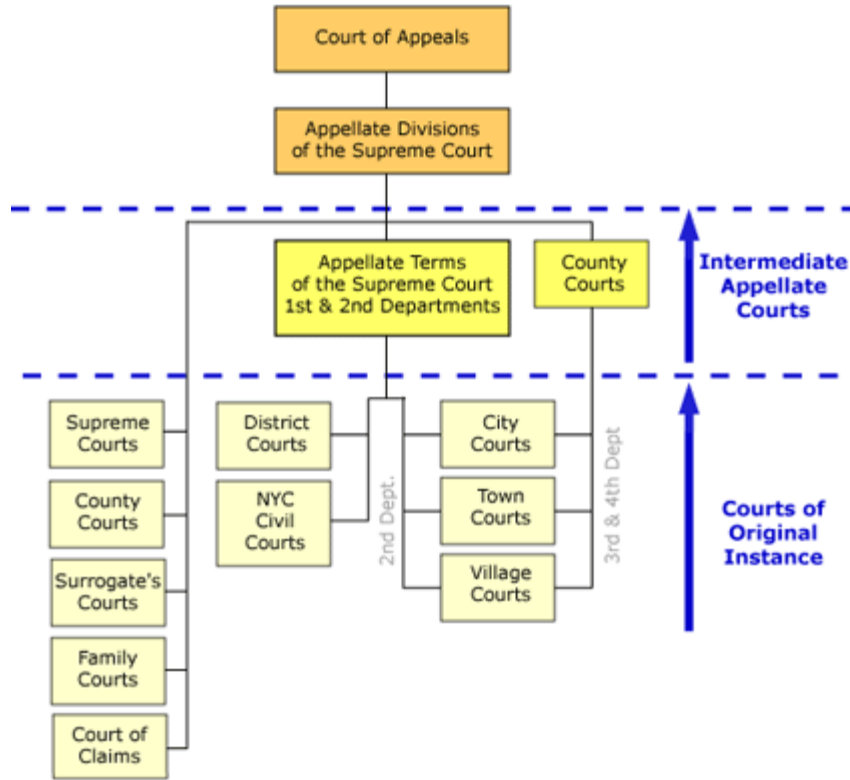 Court of Appeals
Appellate Divisions
of the Supreme Court
Appellate Terms
of the Supreme Court
1st & 2nd Departments
County
Courts
Intermediate
Appellate
Courts
Supreme
Courts
County
Courts
Surrogate's
Courts
Family
Courts
Court of
Claims
District
Courts
NYC
Civil
Courts
2nd Dept.
City
Courts
Town
Courts
Village
Courts
3rd & 4th Dept
Courts of
Original
Instance